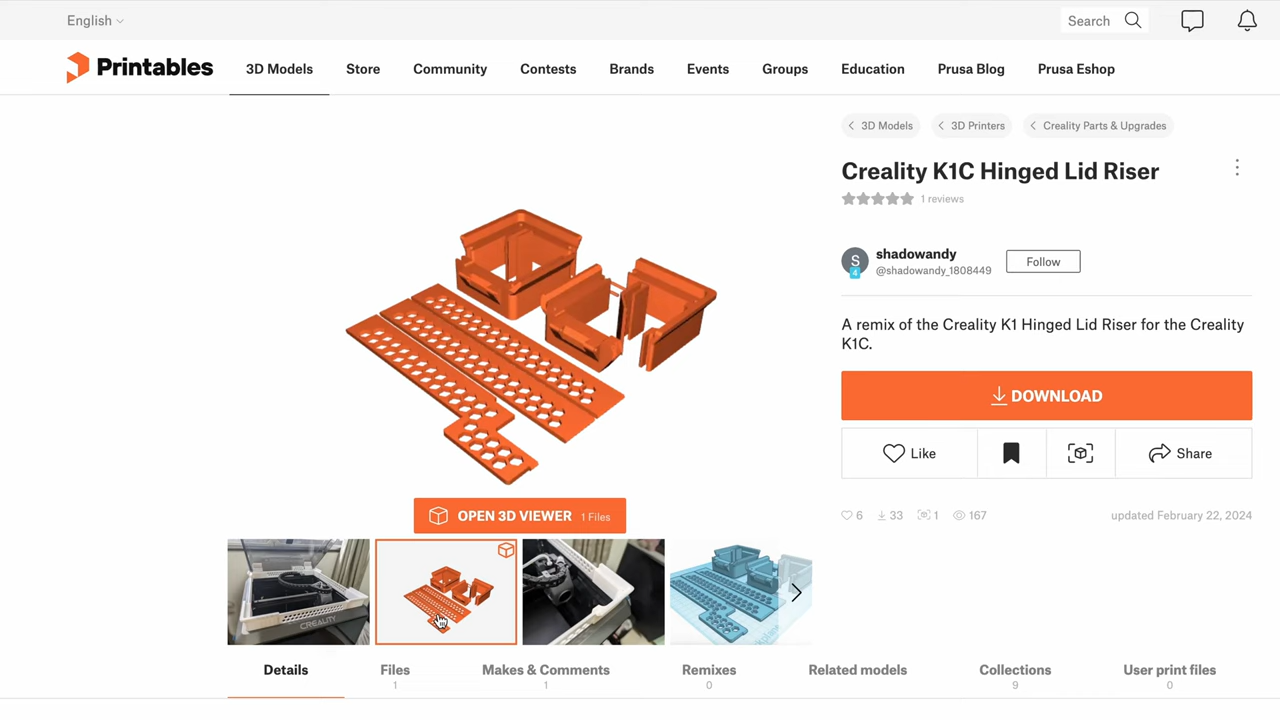 English
Search
Printables
3D Models
Store
Community
Contests
Brands
Events
Groups
Education
Prusa Blog
Prusa Eshop
3D Models
3D Printers
Creality Parts & Upgrades
Creality K1C Hinged Lid Riser
1 reviews
S
4
shadowandy
@shadowandy_1808449
Follow
A remix of the Creality K1 Hinged Lid Riser for the Creality
K1C.
DOWNLOAD
Like
Share
6
33
1
167
updated February 22, 2024
OPEN 3D VIEWER 1 Files
CREALITY
Details
Files
1
Makes & Comments
1
Remixes
0
Related models
Collections
9
User print files
0